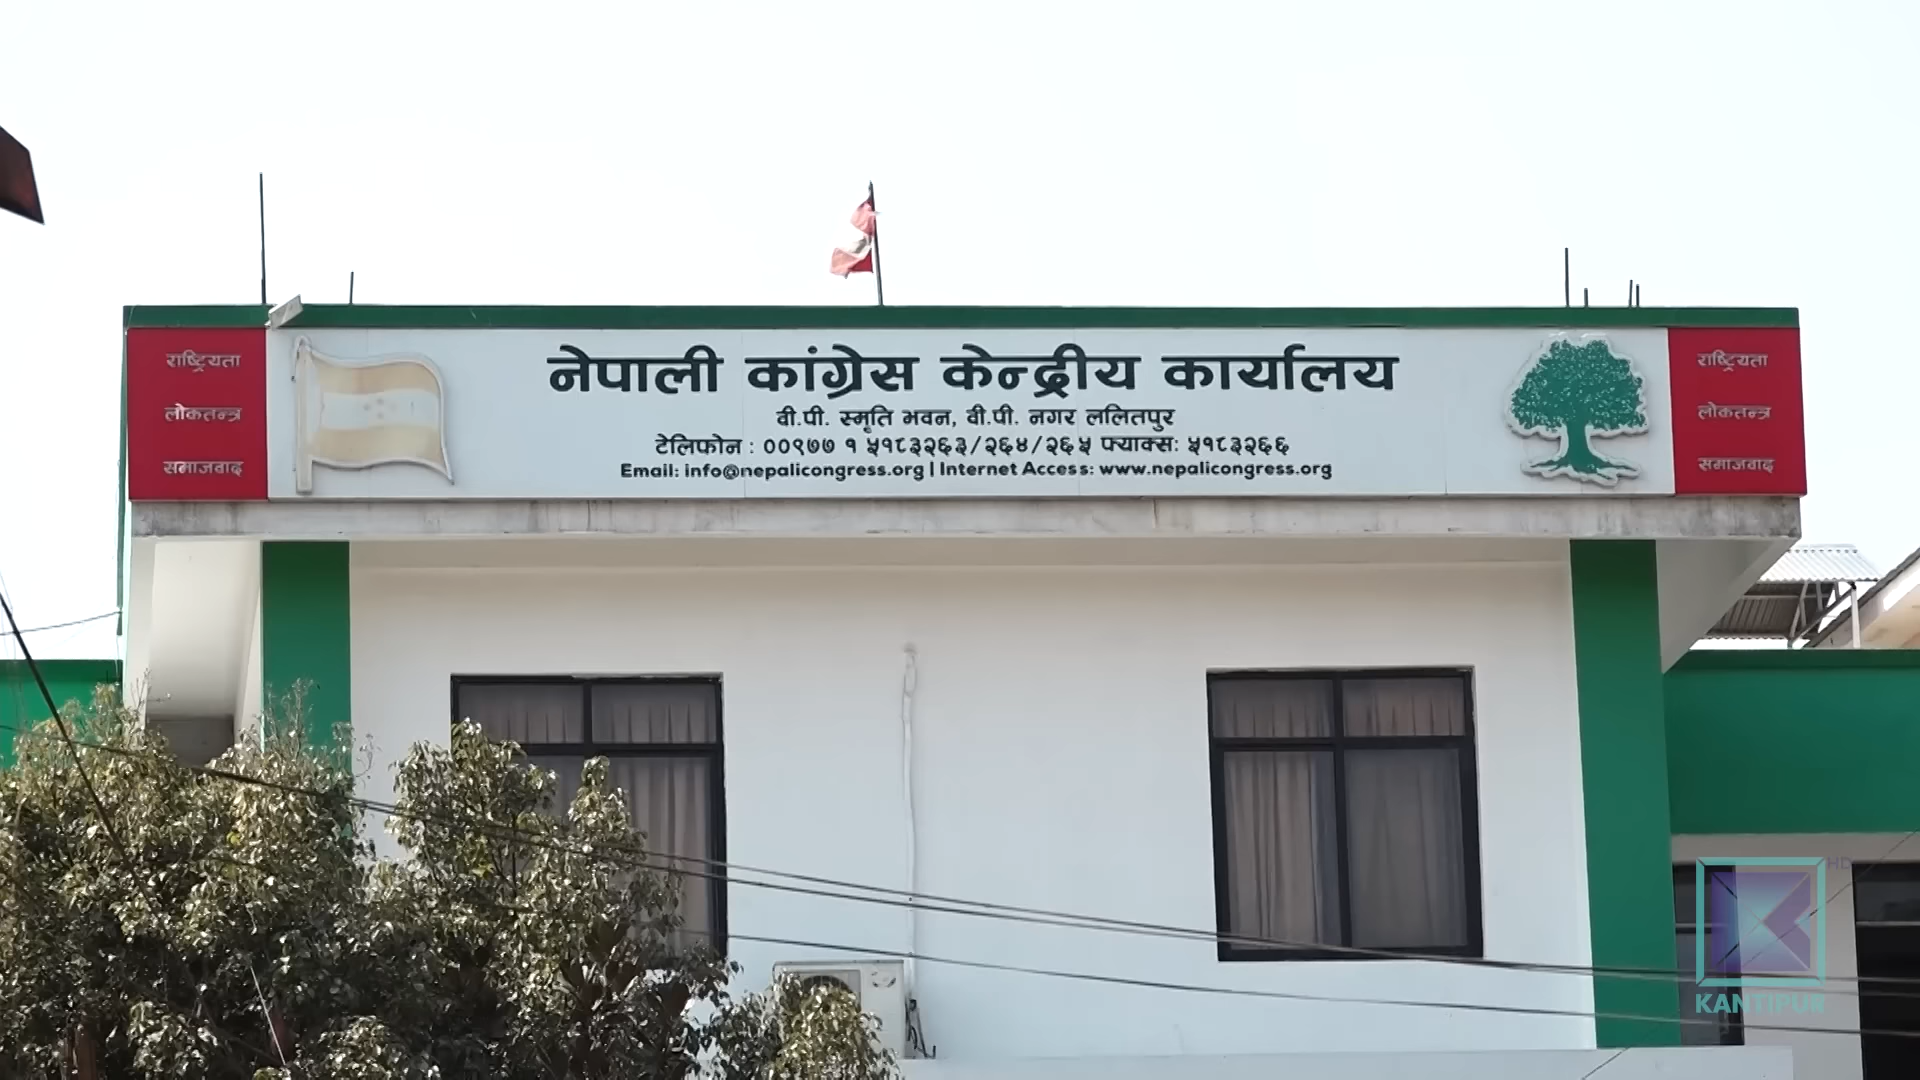 राष्ट्रियता
लोकतन्त्र
समाजवाद
नेपाली कांग्रेस केन्द्रीय कार्यालय
वी.पी. स्मृति भवन, वी.पी. नगर ललितपुर
टेलिफोन : ००९७७ १ ५१८३२६३/२६४/२६५ फ्याक्स: ५१८३२६६
Email: info@nepalicongress.org | Internet Access: www.nepalicongress.org
राष्ट्रियता
लोकतन्त्र
समाजवाद
HD
KANTIPUR